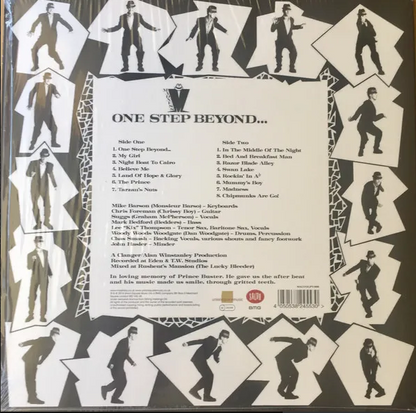 ONE STEP BEYOND...
Side One
1. One Step Beyond...
2. My Girl
3. Night Boat To Cairo
4. Believe Me
5. Land Of Hope & Glory
6. The Prince
7. Tarzan's Nuts
Side Two
1. In The Middle Of The Night
2. Bed And Breakfast Man
3. Razor Blade Alley
4. Swan Lake
5. Rockin' In Ab
6. Mummy's Boy
7. Madness
8. Chipmunks Are Go!
Mike Barson (Monsieur Barso) - Keyboards
Chris Foreman (Chrissy Boy) - Guitar
Suggs (Graham McPherson) - Vocals
Mark Bedford (Bedders) - Bass
Lee "Kix" Thompson - Tenor Sax, Baritone Sax, Vocals
Woody Woods Woodgate (Dan Woodgate) - Drums, Percussion
Chas Smash - Backing Vocals, various shouts and fancy footwork
John Hasler - Minder
A Clanger/Alan Winstanley Production
Recorded at Eden & T.W. Studios
Mixed at Rushent's Mansion (The Lucky Bleeder)
In loving memory of Prince Buster. He gave us the after beat
and his music made us smile, through gritted teeth.
SALVO